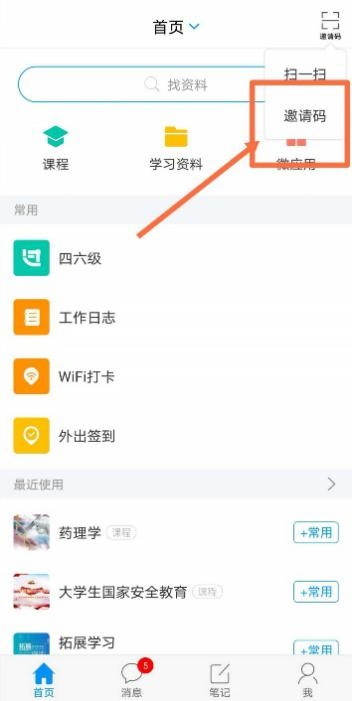 首页
邀请码
扫一扫
找资料
邀请码
课程
学习资料
微应用
常用
四六级
工作日志
WiFi打卡
外出签到
最近使用
药理学 课程
+常用
大学生国家安全教育 课程
+常用
拓展
拓展学习
+常用
5
首页
消息
笔记
我